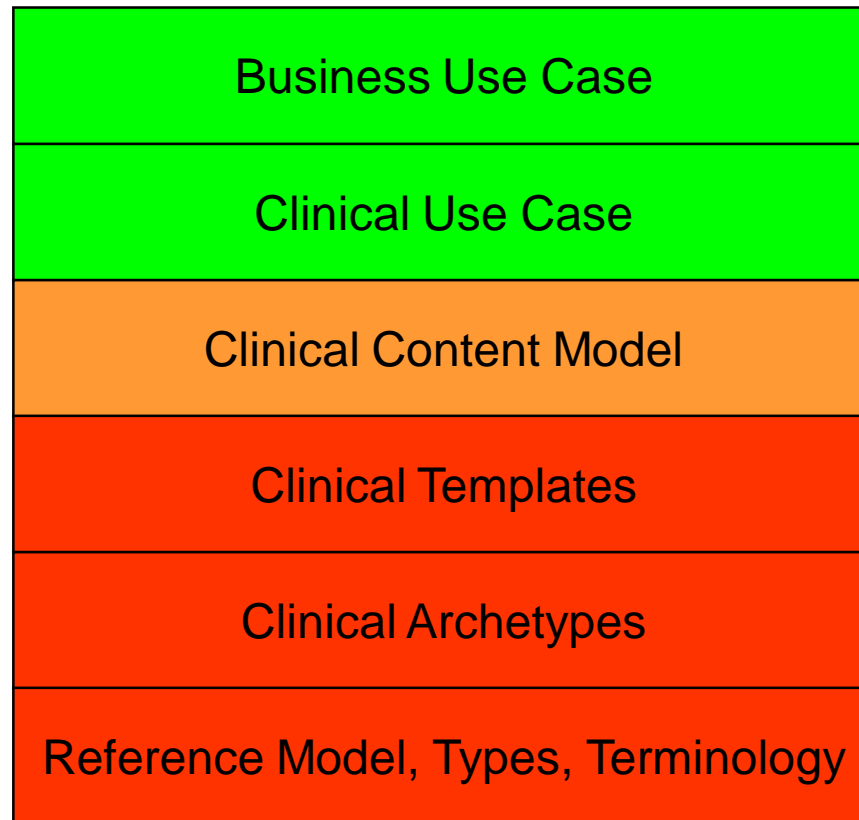 Business Use Case
Clinical Use Case
Clinical Content Model
Clinical Templates
Clinical Archetypes
Reference Model, Types, Terminology